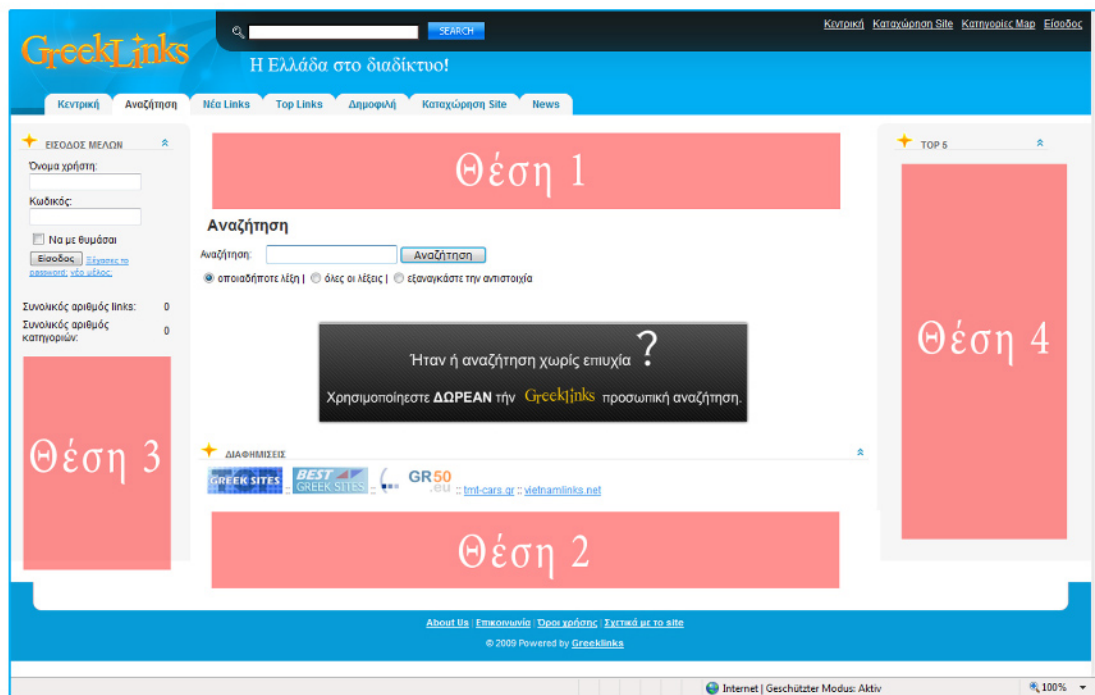 GreekLinks
SEARCH
Κεντρική Καταχώρηση Site Κατηγορίες Map Είσοδος
Η Ελλάδα στο διαδίκτυο!
Κεντρική Αναζήτηση Νέα Links Top Links Δημοφιλή Καταχώρηση Site News
ΕΙΣΟΔΟΣ ΜΕΛΩΝ
Όνομα χρήστη:
Κωδικός:
Να με θυμάσαι
Είσοδος Ξέχασες το
password; νέο μέλος;
Συνολικός αριθμός links: 0
Συνολικός αριθμός
κατηγοριών: 0
Θέση 3
Θέση 1
Αναζήτηση
Αναζήτηση: Αναζήτηση
οποιαδήποτε λέξη | όλες οι λέξεις | εξαναγκάστε την αντιστοιχία
Ήταν ή αναζήτηση χωρίς επιυχία ?
Χρησιμοποίηεστε ΔΩΡΕΑΝ τήν GreekLinks προσωπική αναζήτηση.
ΔΙΑΦΗΜΙΣΕΙΣ
GREEK SITES :: BEST GREEK SITES :: GR50.eu :: tmt-cars.gr :: vietnamlinks.net
Θέση 2
TOP 5
Θέση 4
About Us | Επικοινωνία | Όροι χρήσης | Σχετικά με το site
© 2009 Powered by Greeklinks
Internet | Geschützter Modus: Aktiv 100%